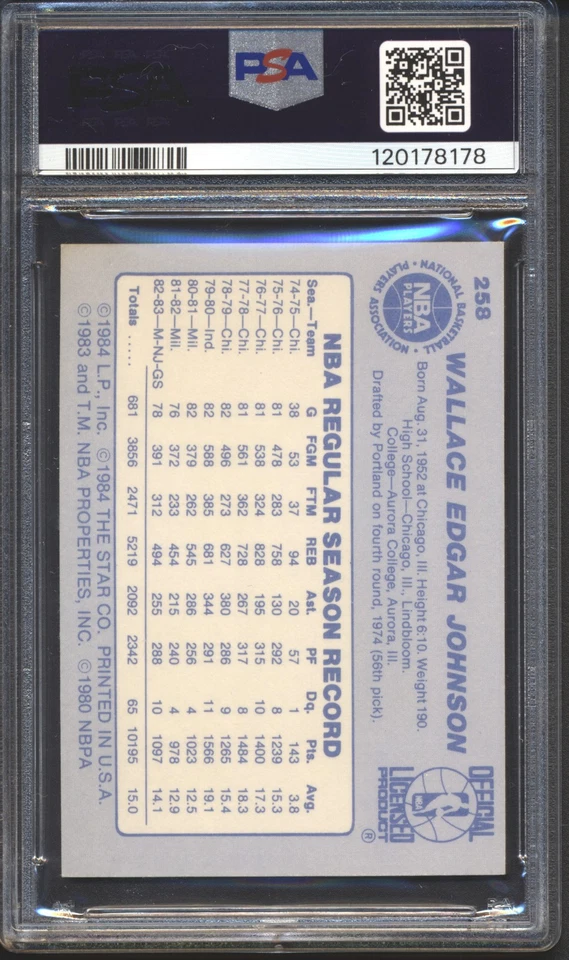 PSA
120178178
258
WALLACE EDGAR JOHNSON
Born Aug. 31, 1952 at Chicago, Ill. Height 6:10. Weight 190.
High School—Chicago, Ill., Lindbloom.
College—Aurora College, Aurora, Ill.
Drafted by Portland on fourth round, 1974 (56th pick).
NATIONAL BASKETBALL
NBA
PLAYERS
PLAYERS ASSOCIATION
OFFICIAL
NBA
LICENSED
PRODUCT
®
NBA REGULAR SEASON RECORD
Sea.—Team G FGM FTM REB Ast. PF Dq. Pts. Avg.
74-75—Chi. 38 53 37 94 20 57 1 143 3.8
75-76—Chi. 81 478 283 758 130 292 8 1239 15.3
76-77—Chi. 81 538 324 828 195 315 10 1400 17.3
77-78—Chi. 81 561 362 728 267 317 8 1484 18.3
78-79—Chi. 82 496 273 627 380 286 9 1265 15.4
79-80—Ind. 82 588 385 681 344 291 11 1566 19.1
80-81—Mil. 82 379 262 545 286 256 4 1023 12.5
81-82—Mil. 76 372 233 454 215 240 4 978 12.9
82-83—M-NJ-GS 78 391 312 494 255 288 10 1097 14.1
Totals ..... 681 3856 2471 5219 2092 2342 65 10195 15.0
©1984 L.P., Inc. ©1984 THE STAR CO. PRINTED IN U.S.A.
©1983 and T.M. NBA PROPERTIES, INC. ©1980 NBPA